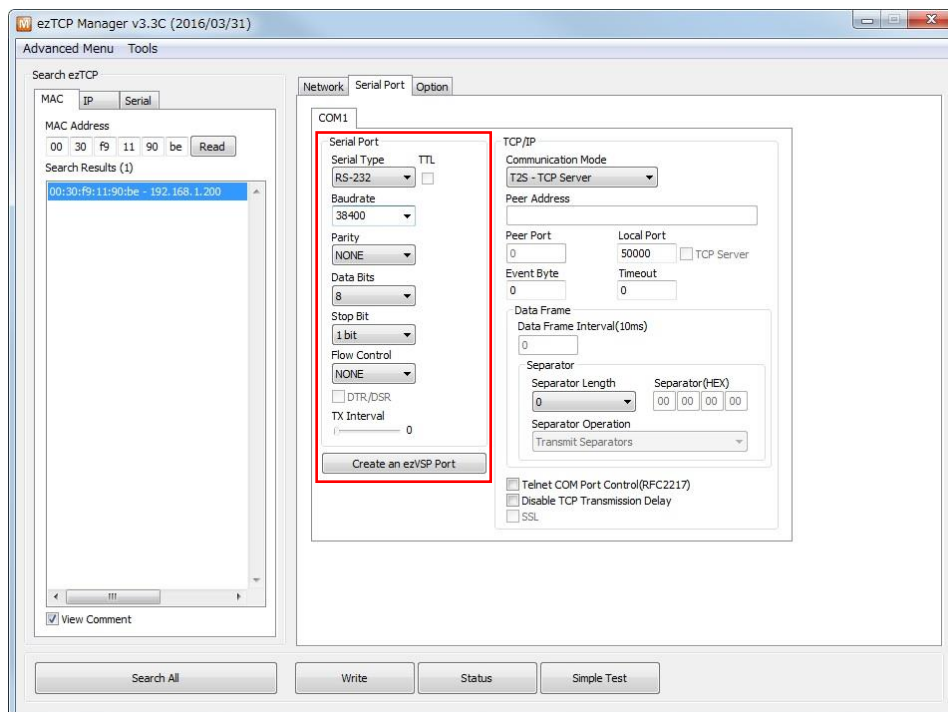 ezTCP Manager v3.3C (2016/03/31)
Advanced Menu Tools
Search ezTCP
MAC IP Serial
MAC Address
00 30 f9 11 90 be Read
Search Results (1)
00:30:f9:11:90:be - 192.168.1.200
View Comment
Network Serial Port Option
COM1
Serial Port
Serial Type TTL
RS-232
Baudrate
38400
Parity
NONE
Data Bits
8
Stop Bit
1 bit
Flow Control
NONE
DTR/DSR
TX Interval
0
Create an ezVSP Port
TCP/IP
Communication Mode
T2S - TCP Server
Peer Address
Peer Port Local Port
0 50000 TCP Server
Event Byte Timeout
0 0
Data Frame
Data Frame Interval(10ms)
0
Separator
Separator Length Separator(HEX)
0 00 00 00 00
Separator Operation
Transmit Separators
Telnet COM Port Control(RFC2217)
Disable TCP Transmission Delay
SSL
Search All Write Status Simple Test